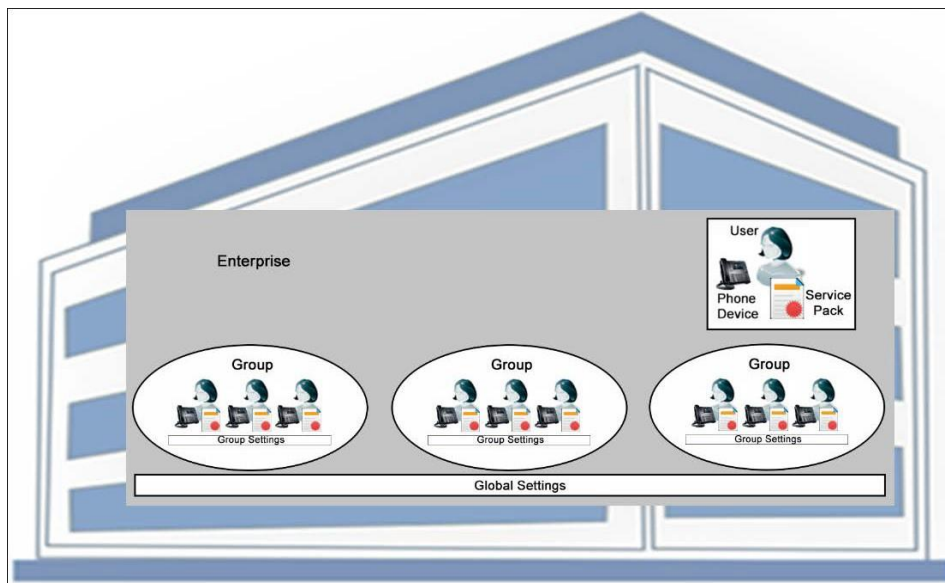 Enterprise
User
Phone
Device
Service
Pack
Group
Group Settings
Group
Group Settings
Group
Group Settings
Global Settings